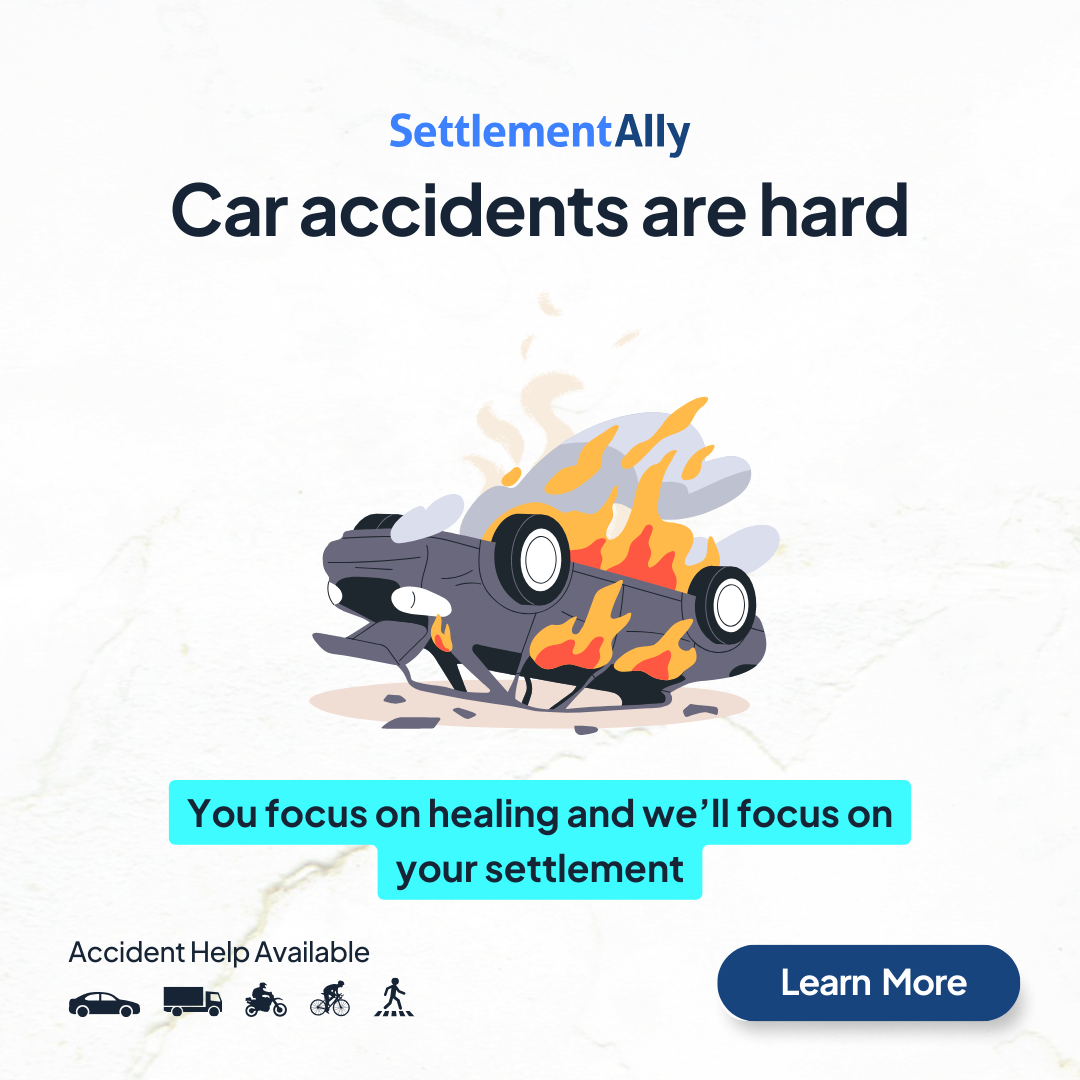 SettlementAlly
Car accidents are hard
You focus on healing and we’ll focus on
your settlement
Accident Help Available
Learn More